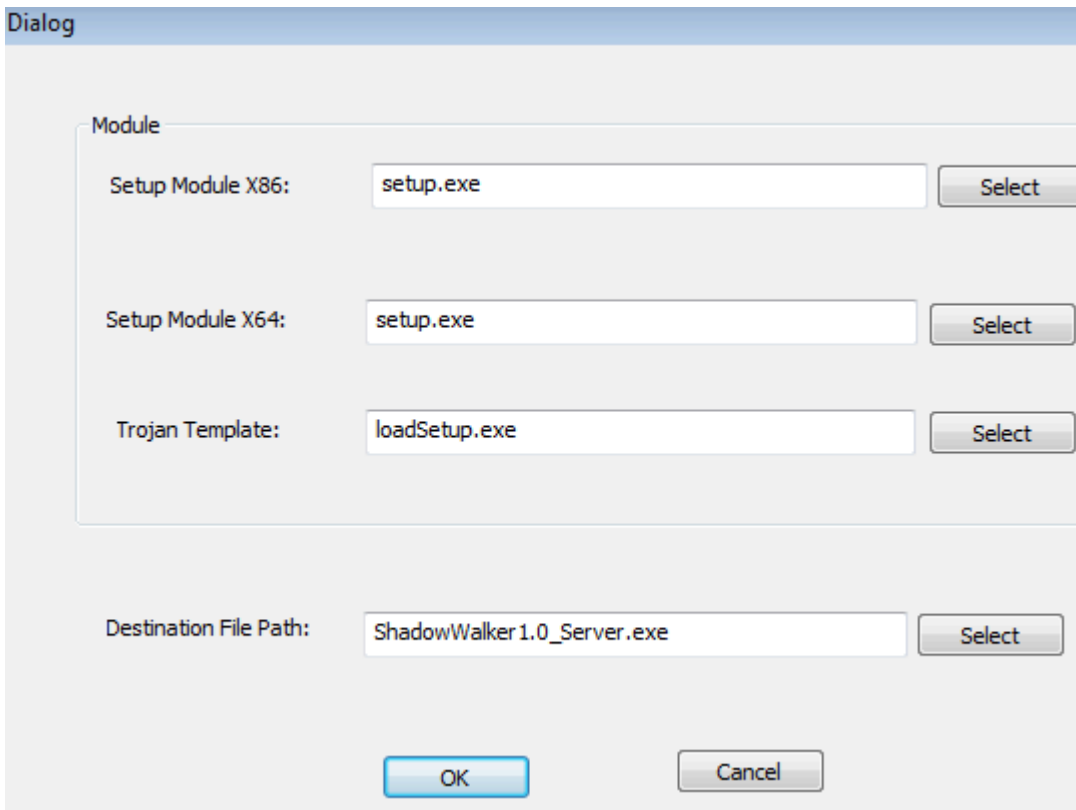 Dialog
Module
Setup Module X86:
setup.exe
Select
Setup Module X64:
setup.exe
Select
Trojan Template:
loadSetup.exe
Select
Destination File Path:
ShadowWalker1.0_Server.exe
Select
OK
Cancel